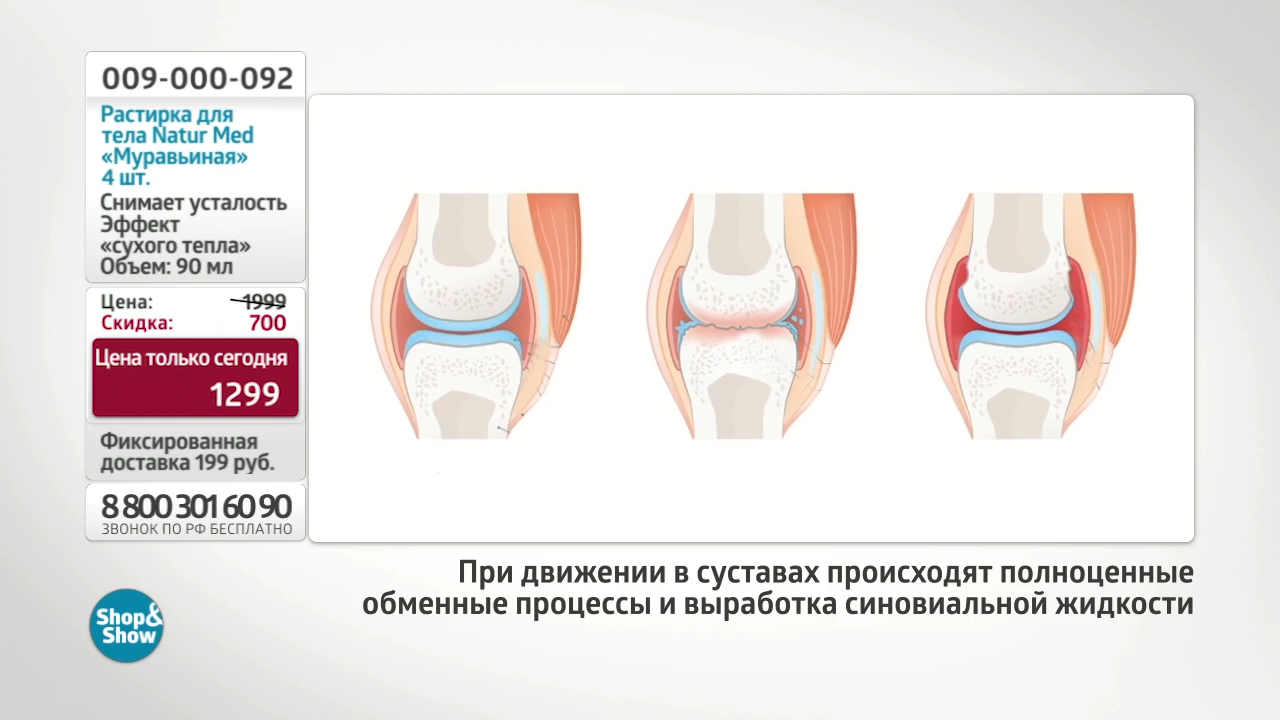 009-000-092
Растирка для
тела Natur Med
«Муравьиная»
4 шт.
Снимает усталость
Эффект
«сухого тепла»
Объем: 90 мл
Цена: 1999
Скидка: 700
Цена только сегодня
1299
Фиксированная
доставка 199 руб.
8 800 301 60 90
ЗВОНОК ПО РФ БЕСПЛАТНО
При движении в суставах происходят полноценные
обменные процессы и выработка синовиальной жидкости
Shop&
Show